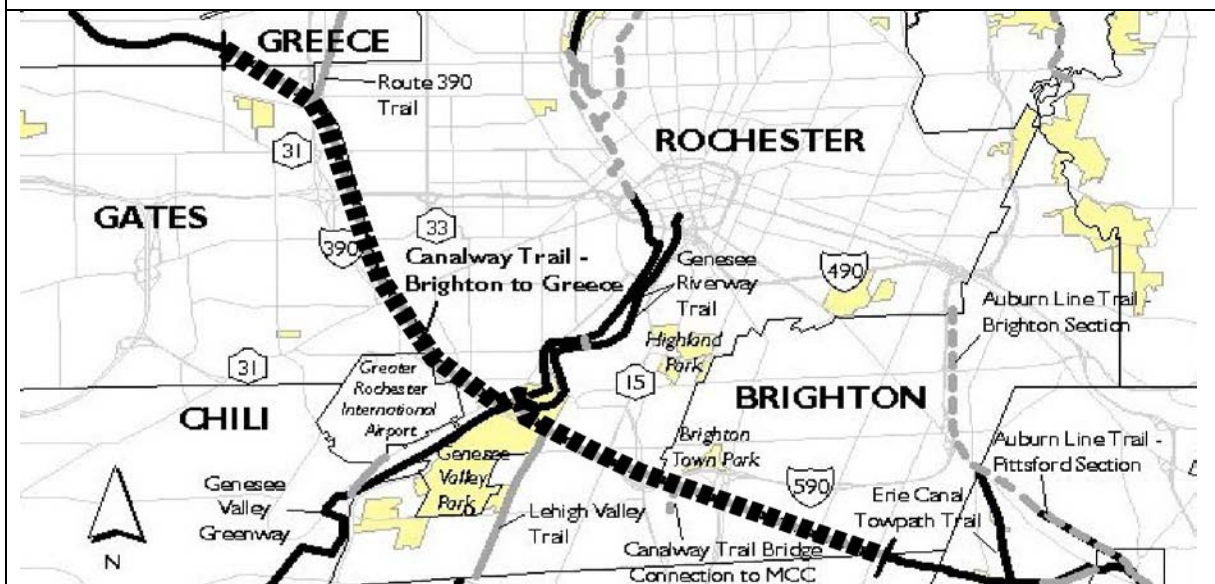 GREECE
Route 390
Trail
31
ROCHESTER
GATES
33
390
Canalway Trail -
Brighton to Greece
Genesee
Riverway
Trail
490
Auburn Line Trail -
Brighton Section
Highland
Park
31
Greater
Rochester
International
Airport
15
CHILI
BRIGHTON
Brighton
Town Park
Auburn Line Trail -
Pittsford Section
Genesee
Valley
Park
590
Genesee
Valley
Greenway
Erie Canal
Towpath Trail
Lehigh Valley
Trail
N
Canalway Trail Bridge
Connection to MCC